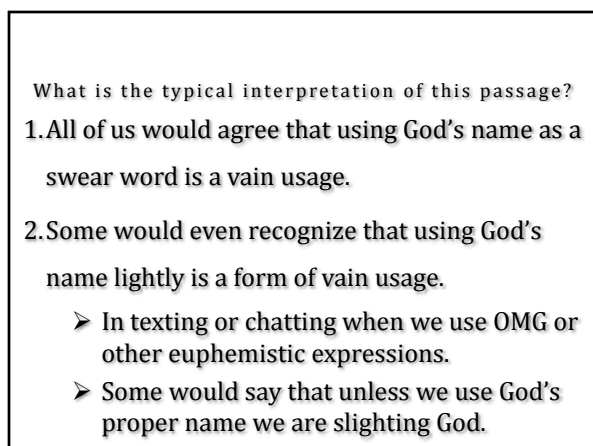 What is the typical interpretation of this passage?
1.All of us would agree that using God’s name as a
swear word is a vain usage.
2.Some would even recognize that using God’s
name lightly is a form of vain usage.
➢ In texting or chatting when we use OMG or
other euphemistic expressions.
➢ Some would say that unless we use God’s
proper name we are slighting God.